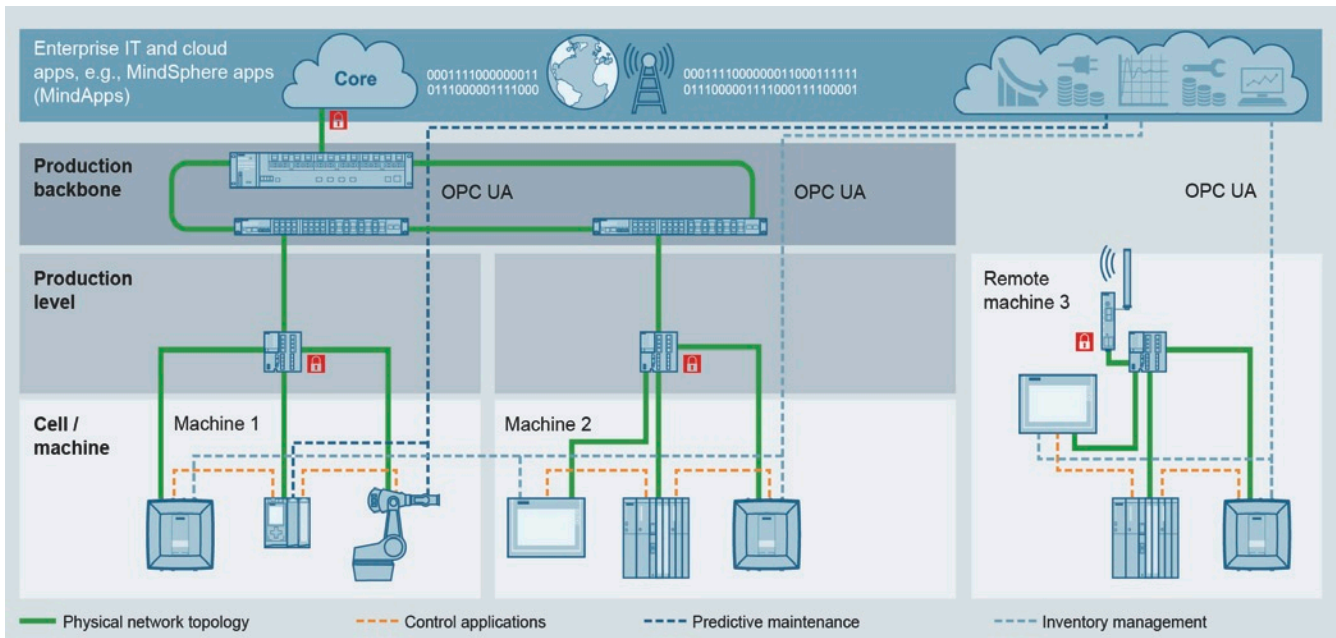 Enterprise IT and cloud
apps, e.g., MindSphere apps
(MindApps)
Core
0001111000000011
0111000001111000
0001111000000011000111111
0111000001111000111100001
Production
backbone
OPC UA
OPC UA
OPC UA
Production
level
Remote
machine 3
Cell /
machine
Machine 1
Machine 2
Physical network topology
Control applications
Predictive maintenance
Inventory management